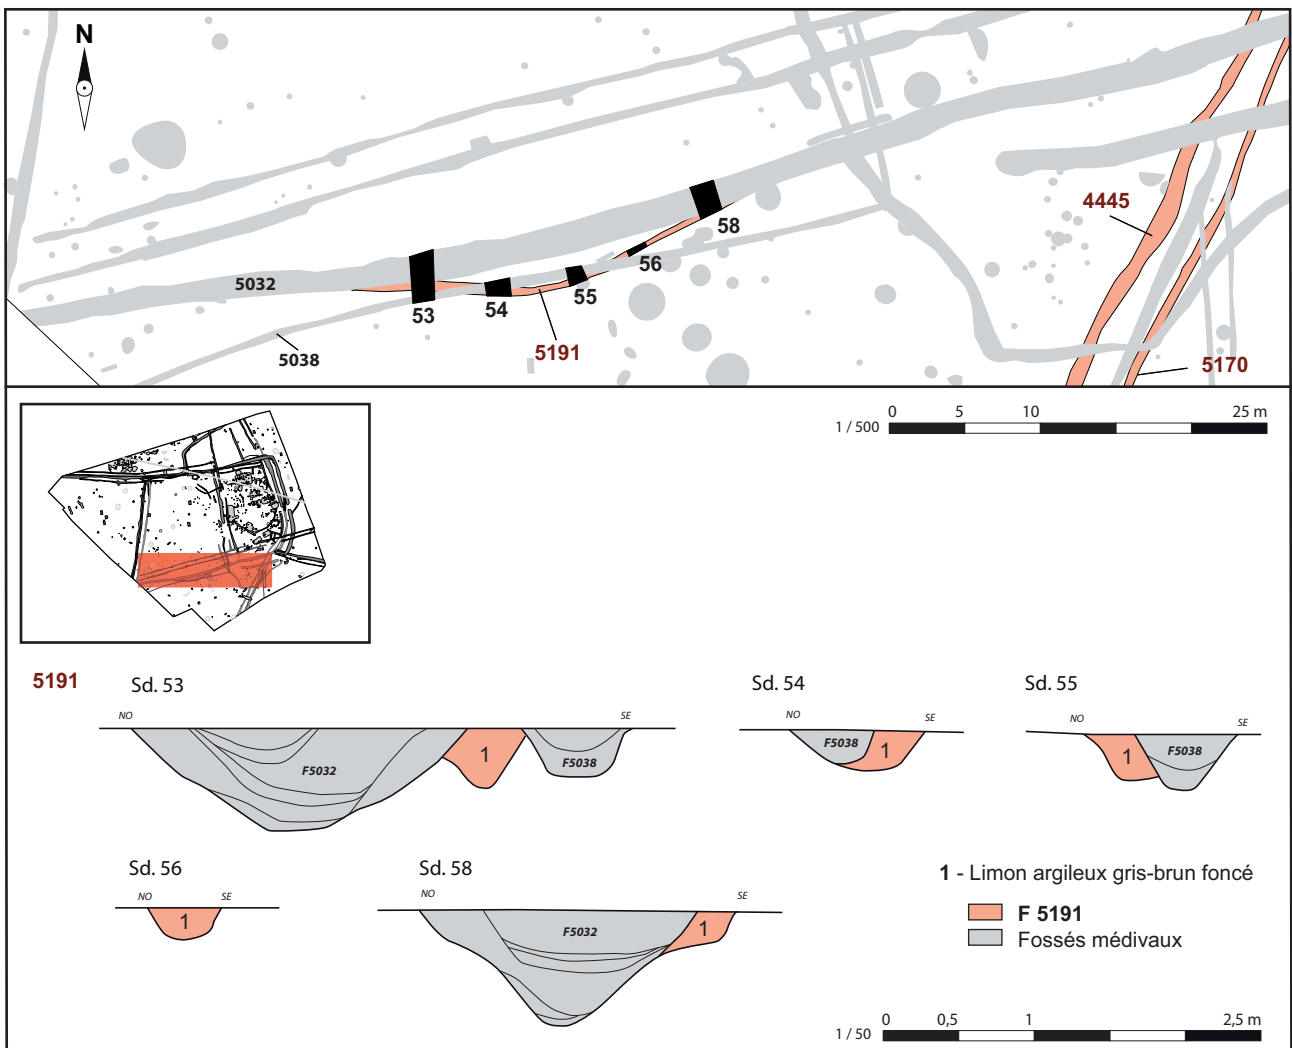 N
5032
5038
53
54
55
56
58
5191
4445
5170
1 / 500
0 5 10 25 m
5191
Sd. 53
NO SE
F5032
1
F5038
Sd. 54
NO SE
F5038
1
Sd. 55
NO SE
1
F5038
Sd. 56
NO SE
1
Sd. 58
NO SE
F5032
1
1 - Limon argileux gris-brun foncé
F 5191
Fossés médivaux
1 / 50
0 0,5 1 2,5 m